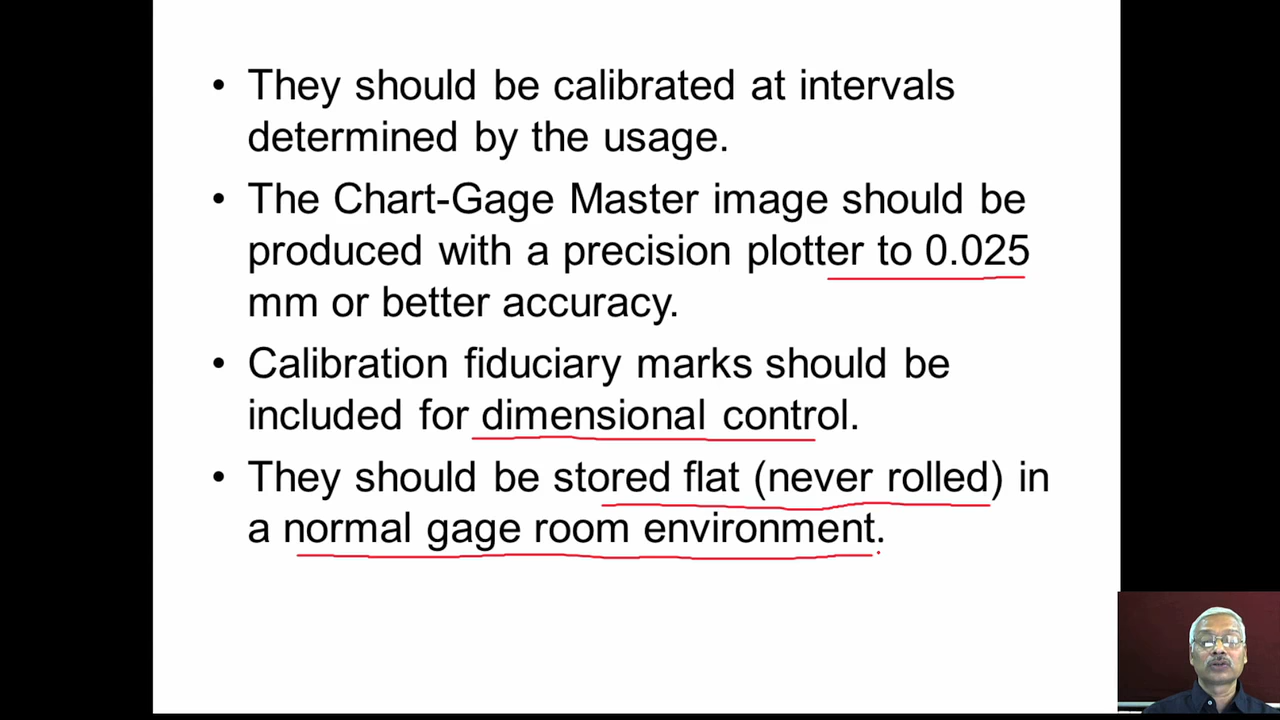 • They should be calibrated at intervals
determined by the usage.
• The Chart-Gage Master image should be
produced with a precision plotter to 0.025
mm or better accuracy.
• Calibration fiduciary marks should be
included for dimensional control.
• They should be stored flat (never rolled) in
a normal gage room environment.